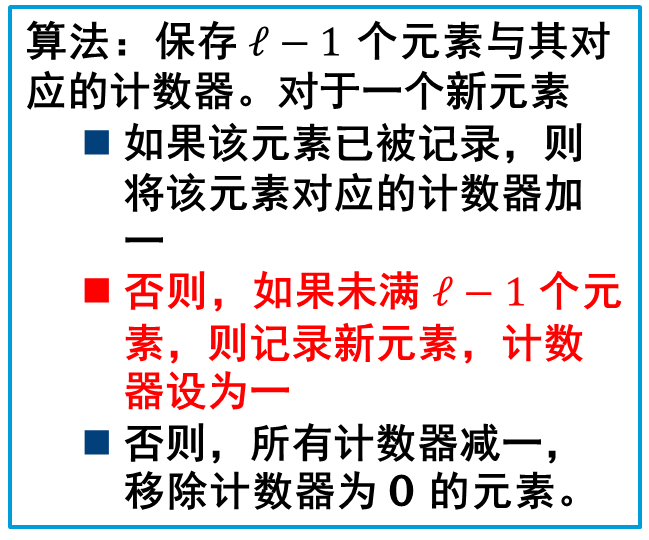 算法：保存 ℓ − 1 个元素与其对
应的计数器。对于一个新元素
如果该元素已被记录，则
将该元素对应的计数器加
一
否则，如果未满 ℓ − 1 个元
素，则记录新元素，计数
器设为一
否则，所有计数器减一，
移除计数器为 0 的元素。